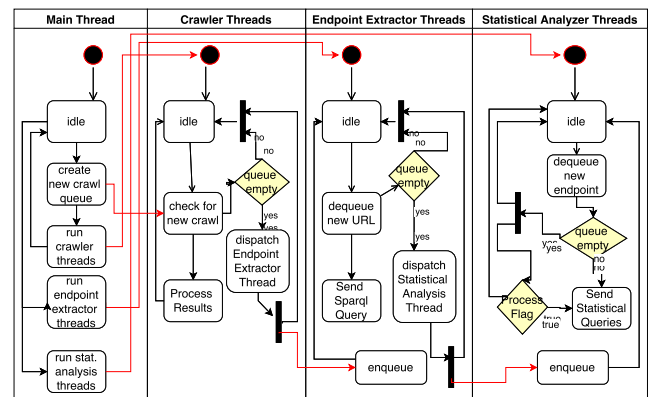 Main Thread
Crawler Threads
Endpoint Extractor Threads
Statistical Analyzer Threads
idle
create
new crawl
queue
run
crawler
threads
run
endpoint
extractor
threads
run stat.
analysis
threads
idle
no
no
queue
empty
check for
new crawl
yes
yes
dispatch
Endpoint
Extractor
Thread
Process
Results
idle
no
no
queue
empty
dequeue
new URL
yes
yes
dispatch
Statistical
Analysis
Thread
Send
Sparql
Query
enqueue
idle
dequeue
new
endpoint
queue
empty
yes
yes
no
no
Process
Flag
true
true
Send
Statistical
Queries
enqueue